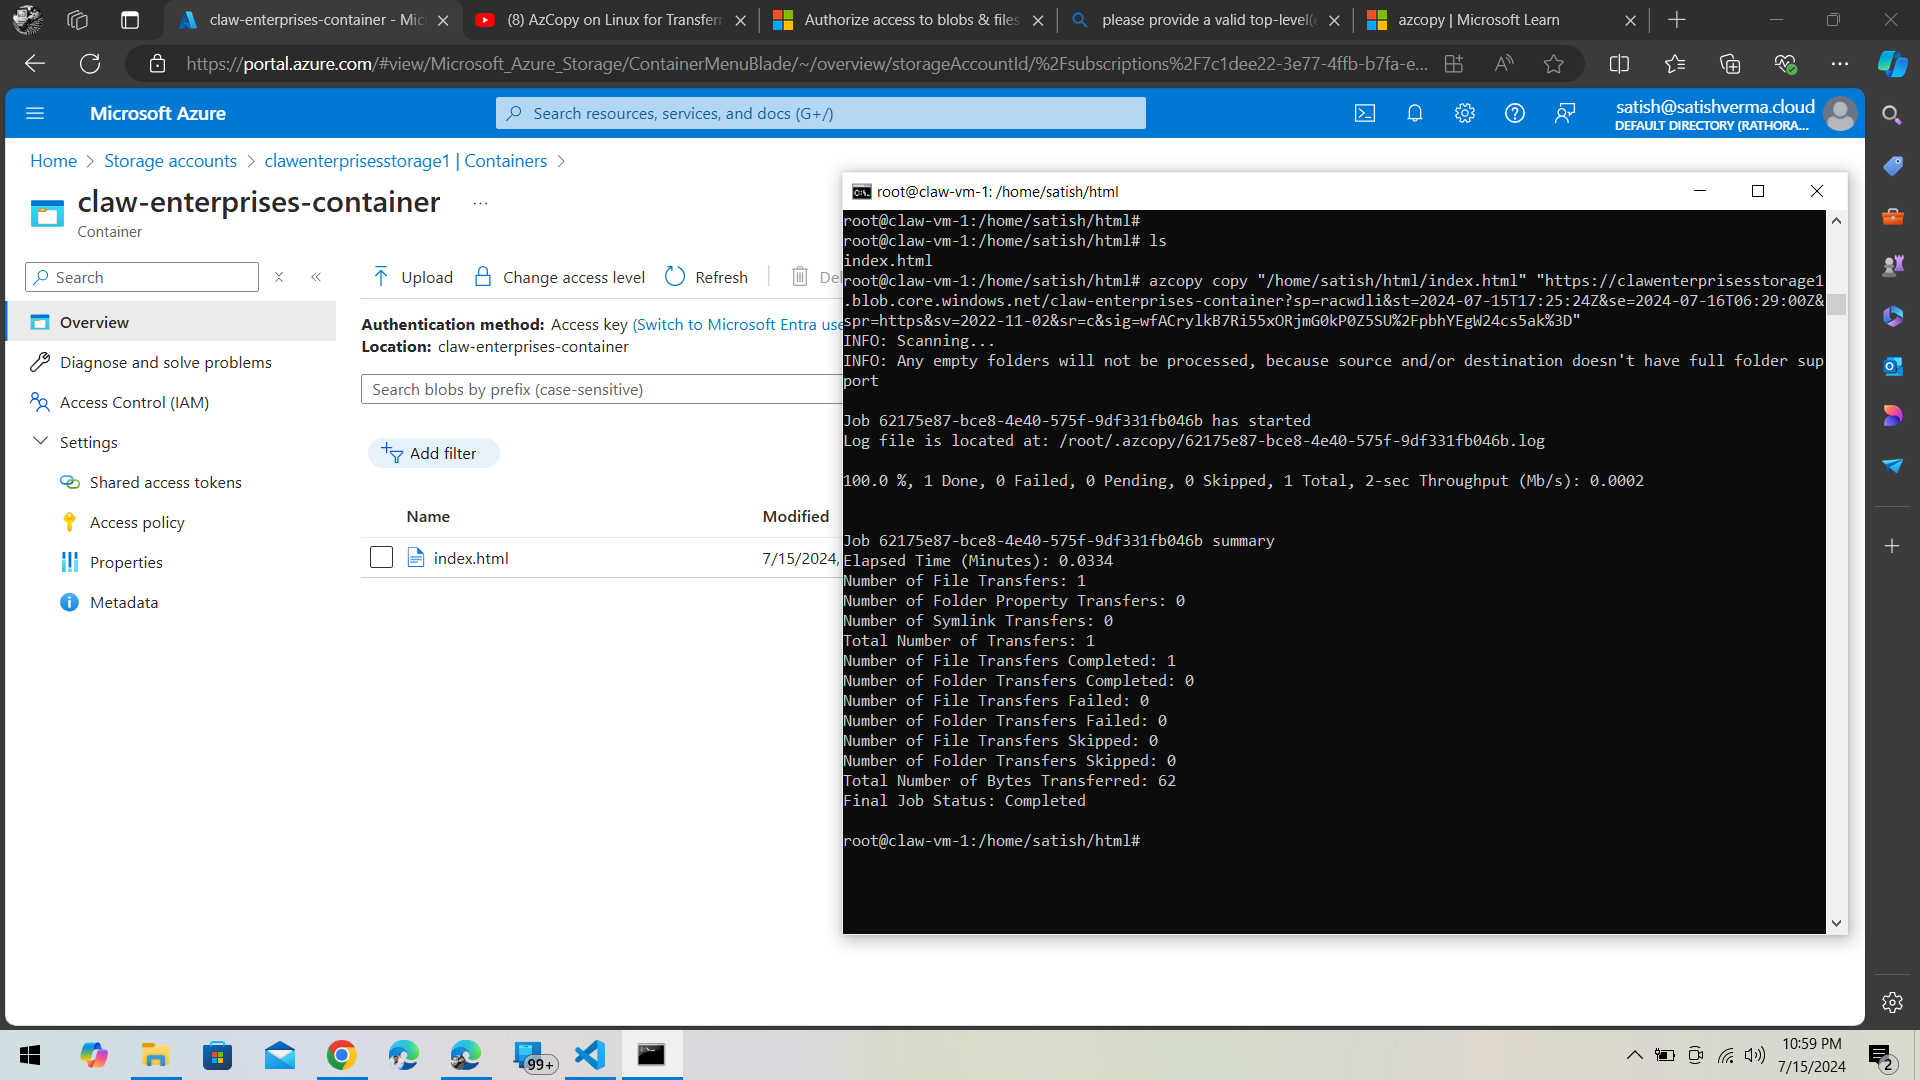 claw-enterprises-container - Mic
(8) AzCopy on Linux for Transfer
Authorize access to blobs & files
please provide a valid top-level(
azcopy | Microsoft Learn
https://portal.azure.com/#view/Microsoft_Azure_Storage/ContainerMenuBlade/~/overview/storageAccountId/%2Fsubscriptions%2F7c1dee22-3e77-4ffb-b7fa-e...
Microsoft Azure
Search resources, services, and docs (G+/)
satish@satishverma.cloud
DEFAULT DIRECTORY (RATHORA...
Home > Storage accounts > clawenterprisesstorage1 | Containers >
claw-enterprises-container ...
Container
Search
Overview
Diagnose and solve problems
Access Control (IAM)
Settings
Shared access tokens
Access policy
Properties
Metadata
Upload Change access level Refresh Del
Authentication method: Access key (Switch to Microsoft Entra use
Location: claw-enterprises-container
Search blobs by prefix (case-sensitive)
Add filter
Name Modified
index.html 7/15/2024,
root@claw-vm-1: /home/satish/html
root@claw-vm-1:/home/satish/html#
root@claw-vm-1:/home/satish/html# ls
index.html
root@claw-vm-1:/home/satish/html# azcopy copy "/home/satish/html/index.html" "https://clawenterprisesstorage1
.blob.core.windows.net/claw-enterprises-container?sp=racwdli&st=2024-07-15T17:25:24Z&se=2024-07-16T06:29:00Z&
spr=https&sv=2022-11-02&sr=c&sig=wfACrylkB7Ri55xORjmG0kP0Z5SU%2FpbhYEgW24cs5ak%3D"
INFO: Scanning...
INFO: Any empty folders will not be processed, because source and/or destination doesn't have full folder sup
port
Job 62175e87-bce8-4e40-575f-9df331fb046b has started
Log file is located at: /root/.azcopy/62175e87-bce8-4e40-575f-9df331fb046b.log
100.0 %, 1 Done, 0 Failed, 0 Pending, 0 Skipped, 1 Total, 2-sec Throughput (Mb/s): 0.0002
Job 62175e87-bce8-4e40-575f-9df331fb046b summary
Elapsed Time (Minutes): 0.0334
Number of File Transfers: 1
Number of Folder Property Transfers: 0
Number of Symlink Transfers: 0
Total Number of Transfers: 1
Number of File Transfers Completed: 1
Number of Folder Transfers Completed: 0
Number of File Transfers Failed: 0
Number of Folder Transfers Failed: 0
Number of File Transfers Skipped: 0
Number of Folder Transfers Skipped: 0
Total Number of Bytes Transferred: 62
Final Job Status: Completed
root@claw-vm-1:/home/satish/html#
99+
10:59 PM
7/15/2024
2